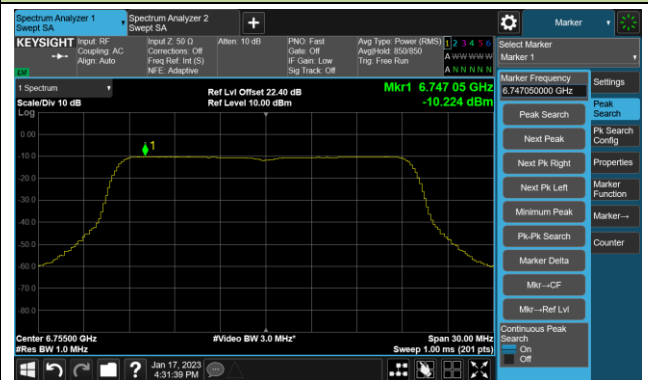 Spectrum Analyzer 1
Swept SA
Spectrum Analyzer 2
Swept SA
+
Marker
KEYSIGHT
Input: RF
Coupling: AC
Align: Auto
Input Z: 50 Ω
Corrections: Off
Freq Ref: Int (S)
NFE: Adaptive
Atten: 10 dB
PNO: Fast
Gate: Off
IF Gain: Low
Sig Track: Off
Avg Type: Power (RMS)
Avg|Hold: 850/850
Trig: Free Run
1 2 3 4 5 6
A W W W W W
A N N N N N
Select Marker
Marker 1
1 Spectrum
Scale/Div 10 dB
Log
Ref Lvl Offset 22.40 dB
Ref Level 10.00 dBm
Mkr1 6.747 05 GHz
-10.224 dBm
0.00
-10.0
-20.0
-30.0
-40.0
-50.0
-60.0
-70.0
-80.0
1
Center 6.75500 GHz
#Res BW 1.0 MHz
#Video BW 3.0 MHz*
Span 30.00 MHz
Sweep 1.00 ms (201 pts)
Marker Frequency
6.747050000 GHz
Peak Search
Next Peak
Next Pk Right
Next Pk Left
Minimum Peak
Pk-Pk Search
Marker Delta
Mkr→CF
Mkr→Ref Lvl
Continuous Peak
Search
On
Off
Settings
Peak
Search
Pk Search
Config
Properties
Marker
Function
Marker→
Counter
?
Jan 17, 2023
4:31:39 PM